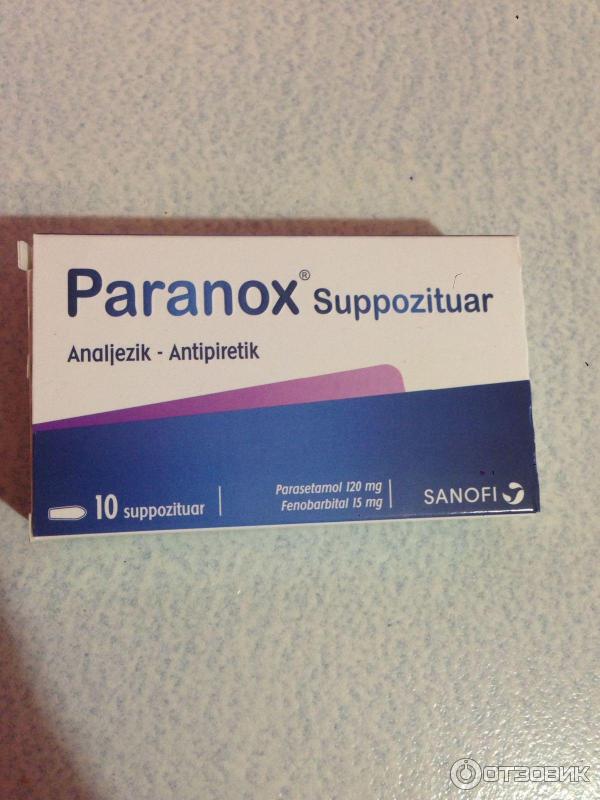 Paranox® Suppozituar
Analjezik - Antipiretik
10 suppozituar
Parasetamol 120 mg
Fenobarbital 15 mg
SANOFI
ОТЗОВИК